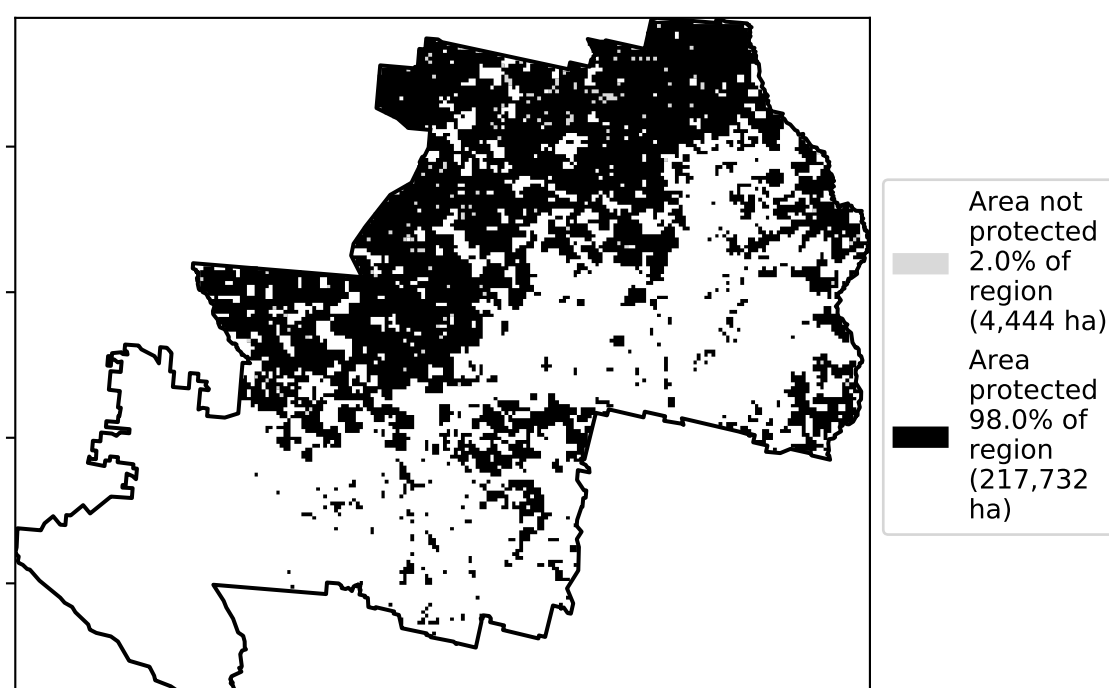 Area not
protected
2.0% of
region
(4,444 ha)
Area
protected
98.0% of
region
(217,732
ha)